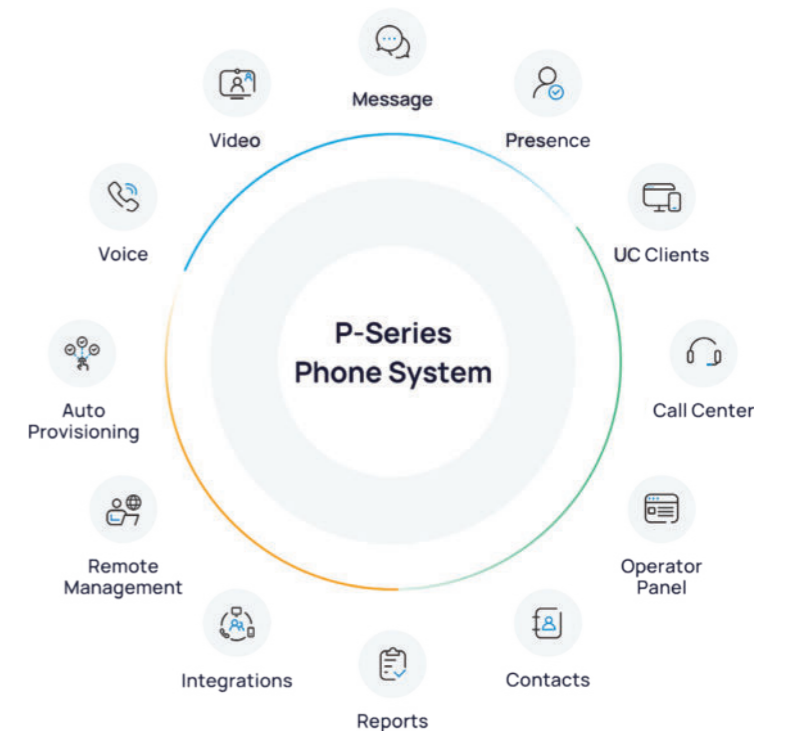 Message
Video
Presence
Voice
UC Clients
P-Series
Phone System
Auto
Provisioning
Call Center
Remote
Management
Operator
Panel
Integrations
Contacts
Reports